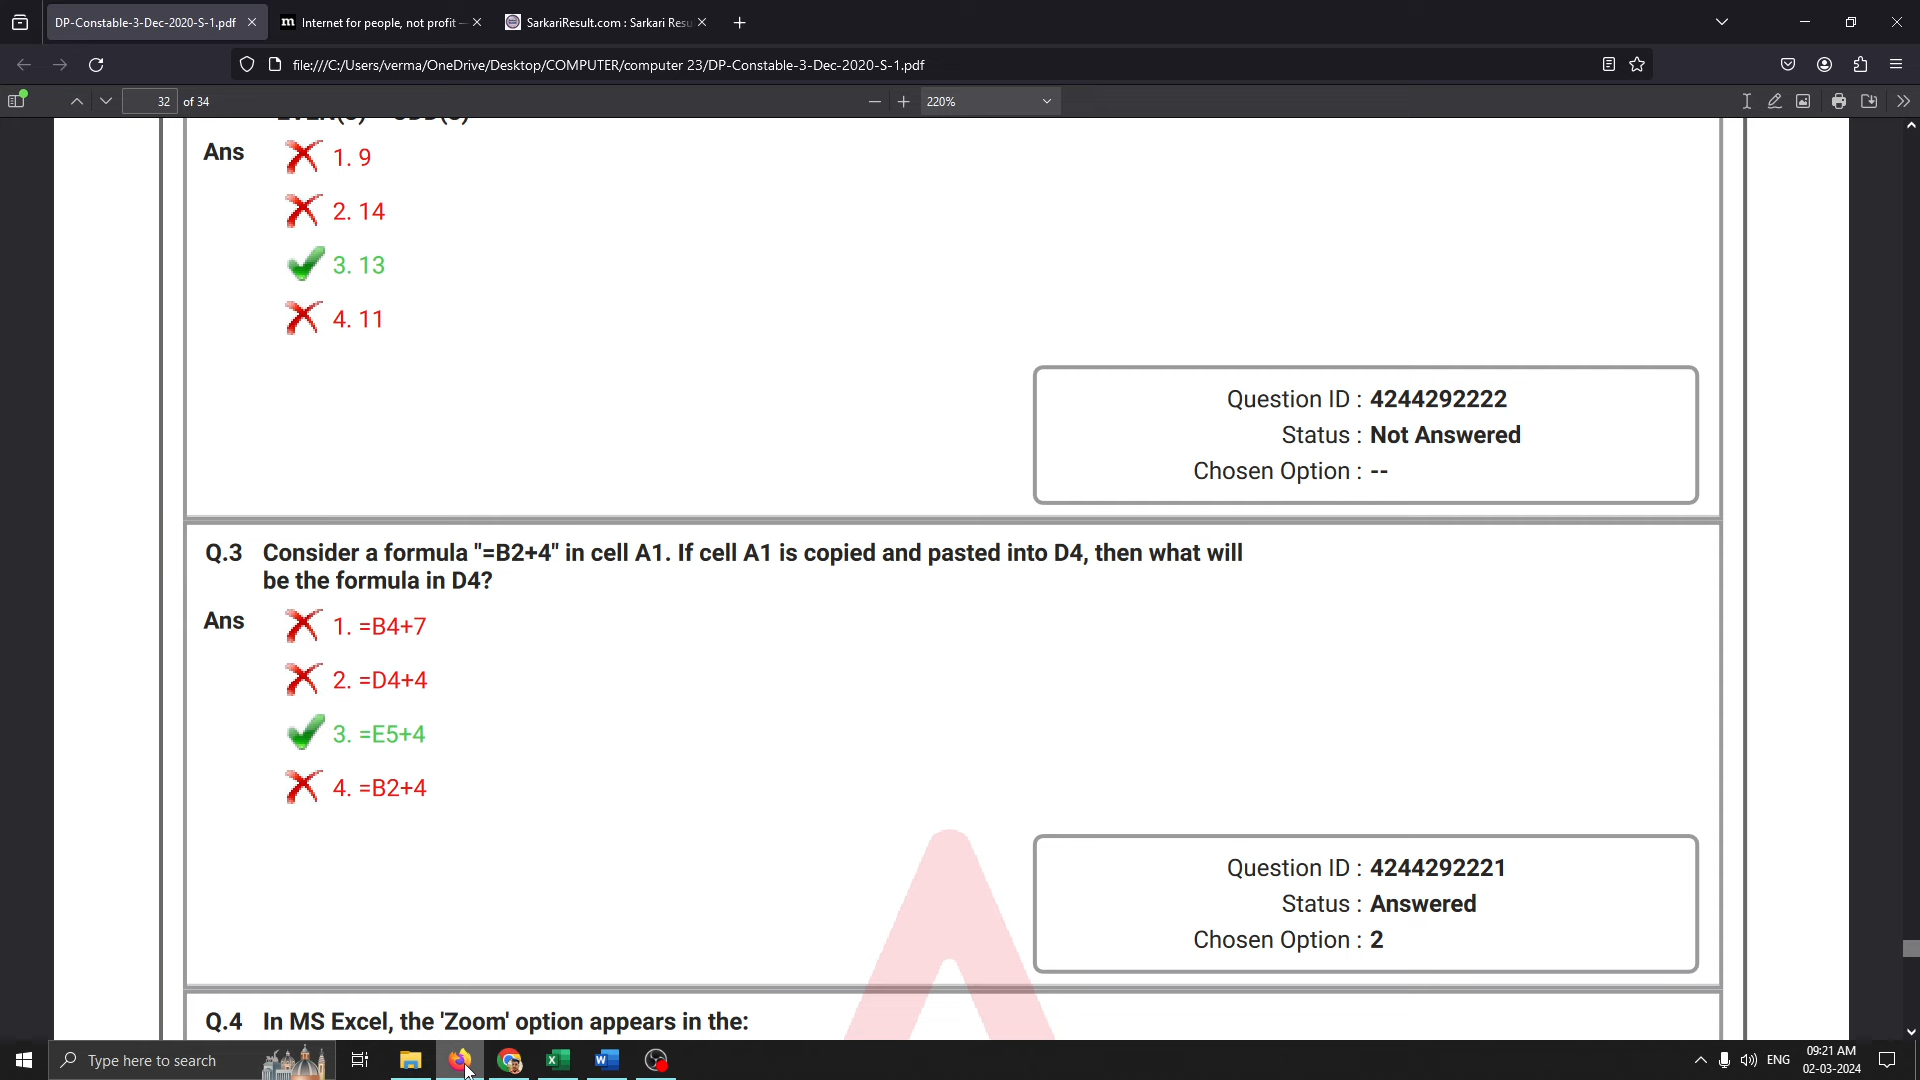 DP-Constable-3-Dec-2020-S-1.pdf
Internet for people, not profit
SarkariResult.com : Sarkari Resu
file:///C:/Users/verma/OneDrive/Desktop/COMPUTER/computer 23/DP-Constable-3-Dec-2020-S-1.pdf
32 of 34
220%
Ans
1. 9
2. 14
3. 13
4. 11
Question ID : 4244292222
Status : Not Answered
Chosen Option : --
Q.3 Consider a formula "=B2+4" in cell A1. If cell A1 is copied and pasted into D4, then what will
be the formula in D4?
Ans
1. =B4+7
2. =D4+4
3. =E5+4
4. =B2+4
Question ID : 4244292221
Status : Answered
Chosen Option : 2
Q.4 In MS Excel, the 'Zoom' option appears in the:
Type here to search
ENG
09:21 AM
02-03-2024